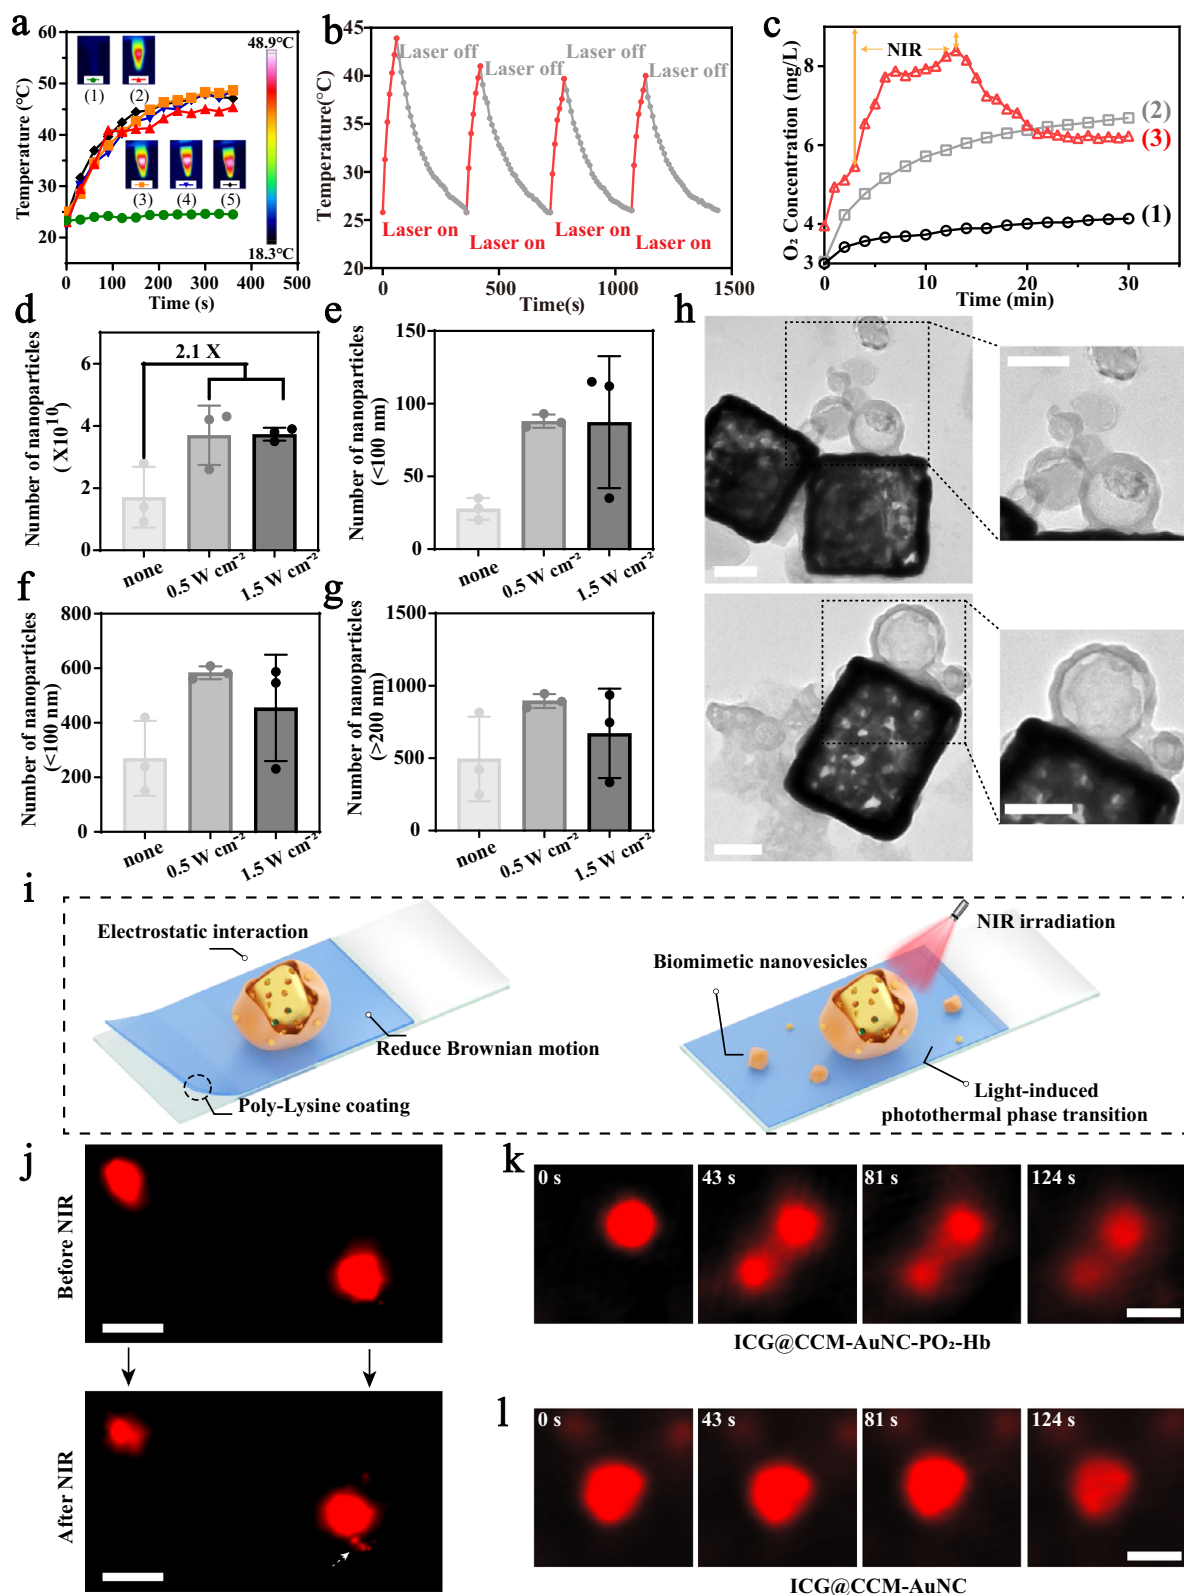 a
Temperature (°C)
60
50
40
30
20
(1)
(2)
(3)
(4)
(5)
48.9°C
18.3°C
0
100
200
300
400
500
Time (s)
b
Temperature(°C)
45
40
35
30
25
20
Laser off
Laser off
Laser off
Laser off
Laser on
Laser on
Laser on
Laser on
0
500
1000
1500
Time(s)
c
O₂ Concentration (mg/L)
8
6
4
3
NIR
(2)
(3)
(1)
0
10
20
30
Time (min)
d
Number of nanoparticles
( X10¹⁰)
6
4
2
0
2.1 X
none
0.5 W cm⁻²
1.5 W cm⁻²
e
Number of nanoparticles
(<100 nm)
150
100
50
0
none
0.5 W cm⁻²
1.5 W cm⁻²
f
Number of nanoparticles
(<100 nm)
800
600
400
200
0
none
0.5 W cm⁻²
1.5 W cm⁻²
g
Number of nanoparticles
(>200 nm)
1500
1000
500
0
none
0.5 W cm⁻²
1.5 W cm⁻²
h
i
Electrostatic interaction
Reduce Brownian motion
Poly-Lysine coating
NIR irradiation
Biomimetic nanovesicles
Light-induced
photothermal phase transition
j
Before NIR
After NIR
k
0 s
43 s
81 s
124 s
ICG@CCM-AuNC-PO₂-Hb
l
0 s
43 s
81 s
124 s
ICG@CCM-AuNC